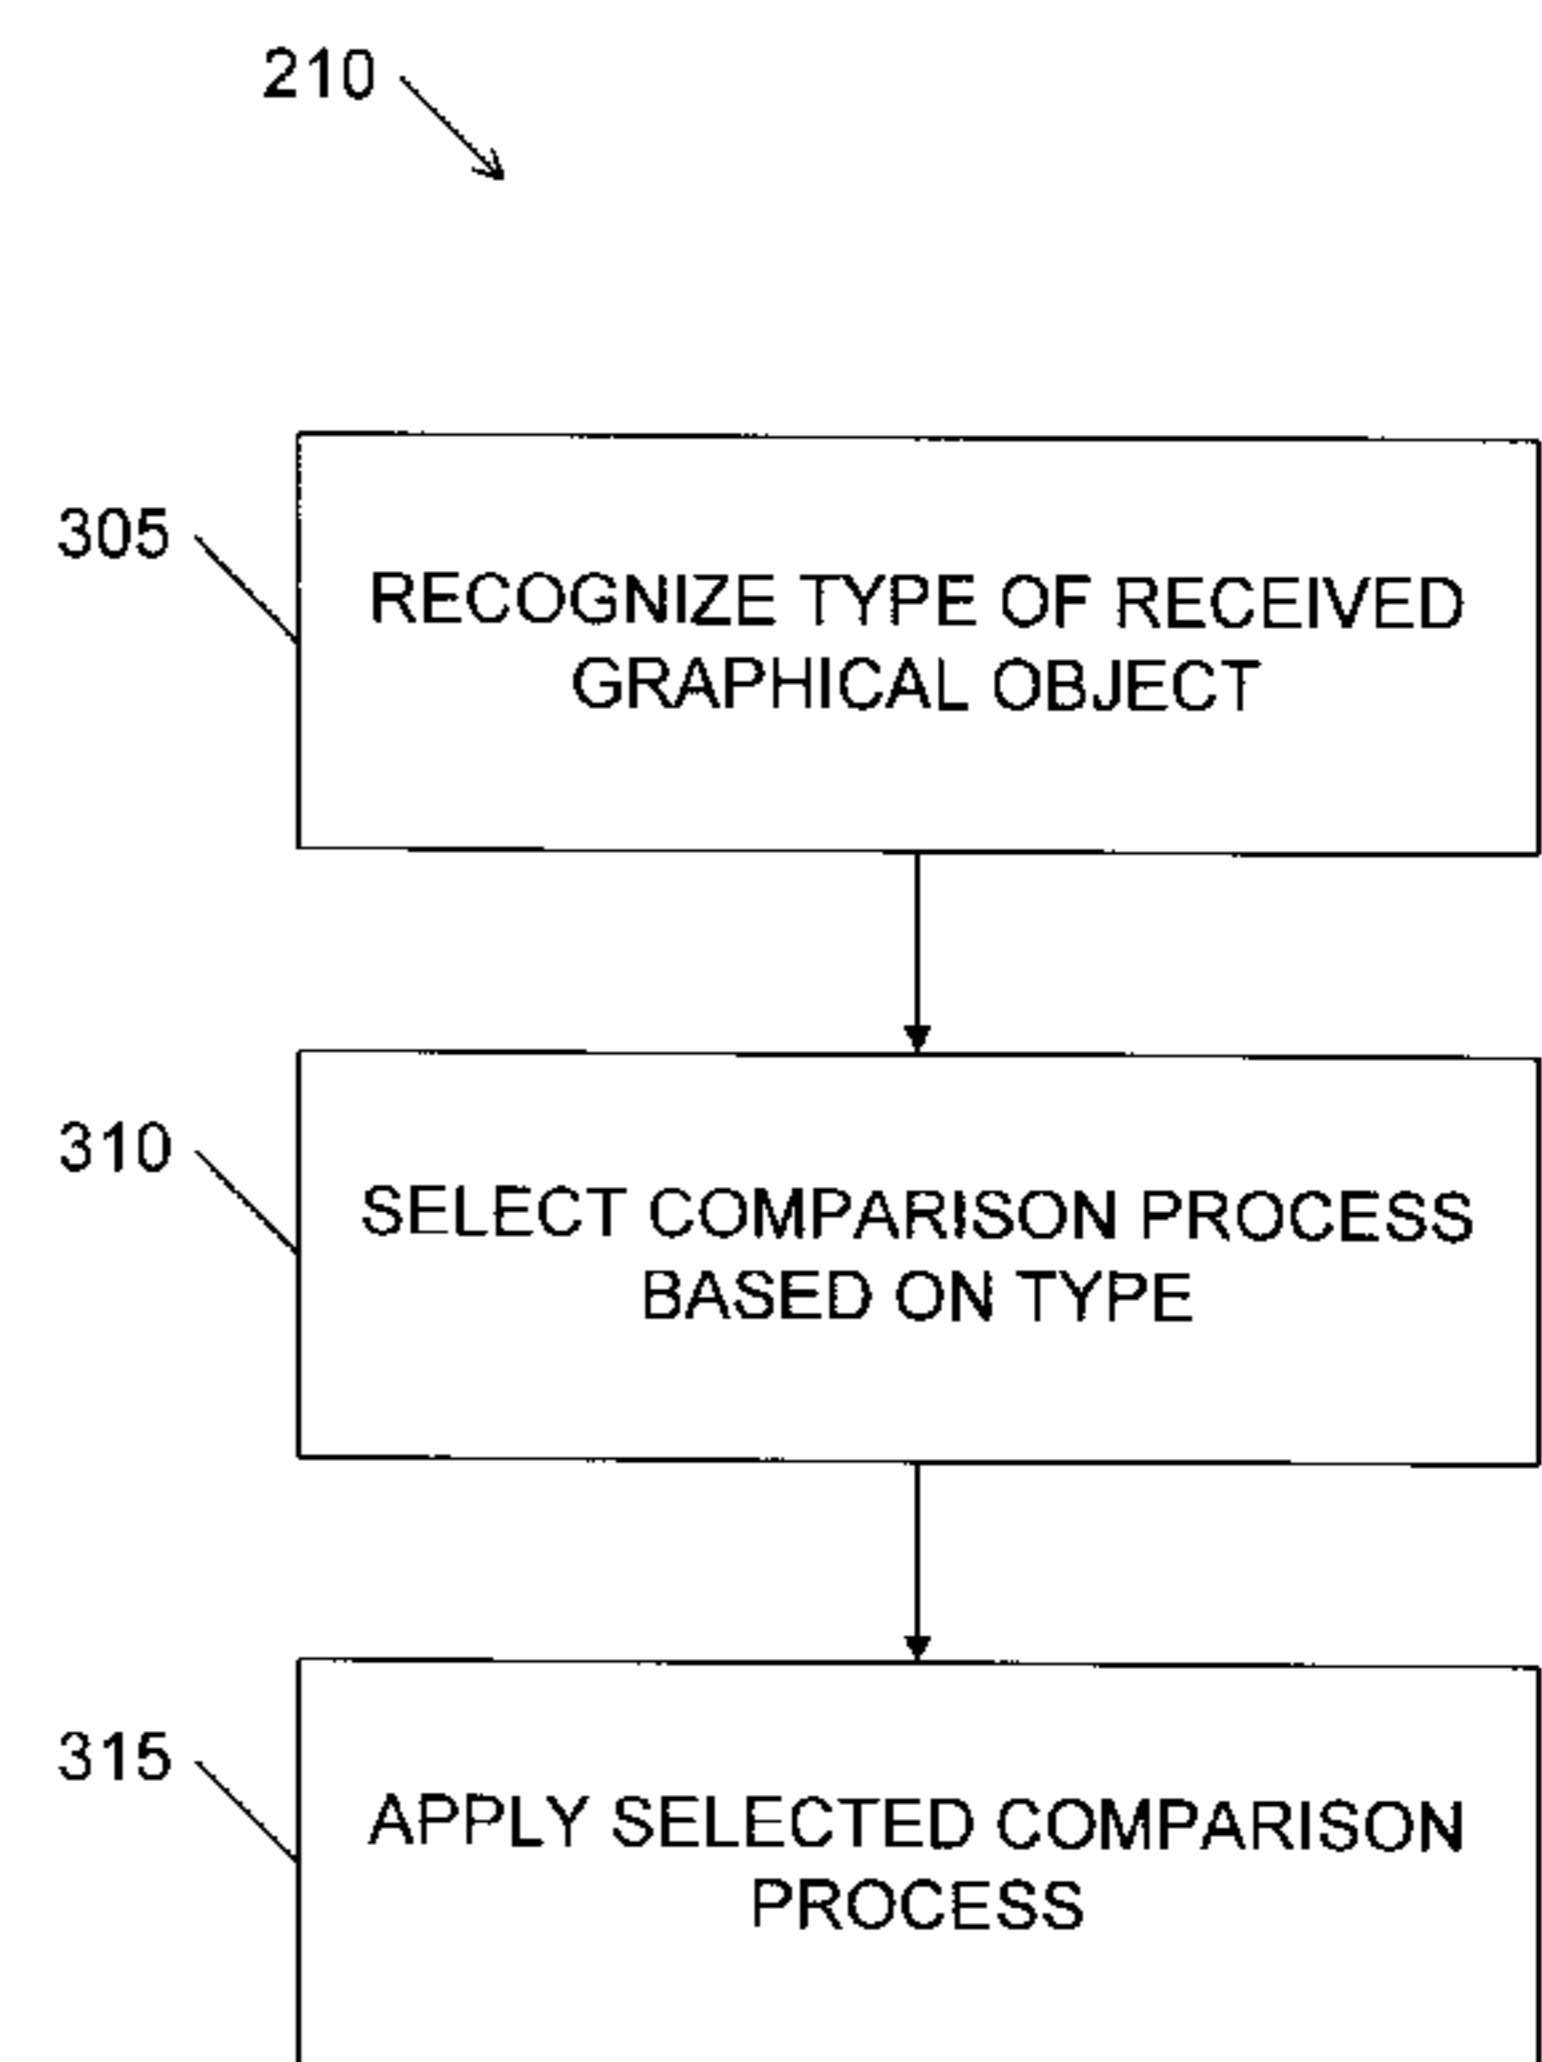 210
305
RECOGNIZE TYPE OF RECEIVED
GRAPHICAL OBJECT
310
SELECT COMPARISON PROCESS
BASED ON TYPE
315
APPLY SELECTED COMPARISON
PROCESS